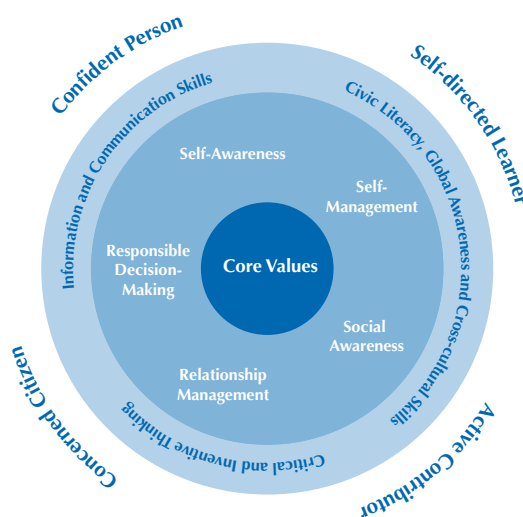 Confident Person
Self-directed Learner
Information and Communication Skills
Civic Literacy, Global Awareness and Cross-cultural Skills
Self-Awareness
Self-
Management
Responsible
Decision-
Making
Core Values
Social
Awareness
Relationship
Management
Critical and Inventive Thinking
Concerned Citizen
Active Contributor